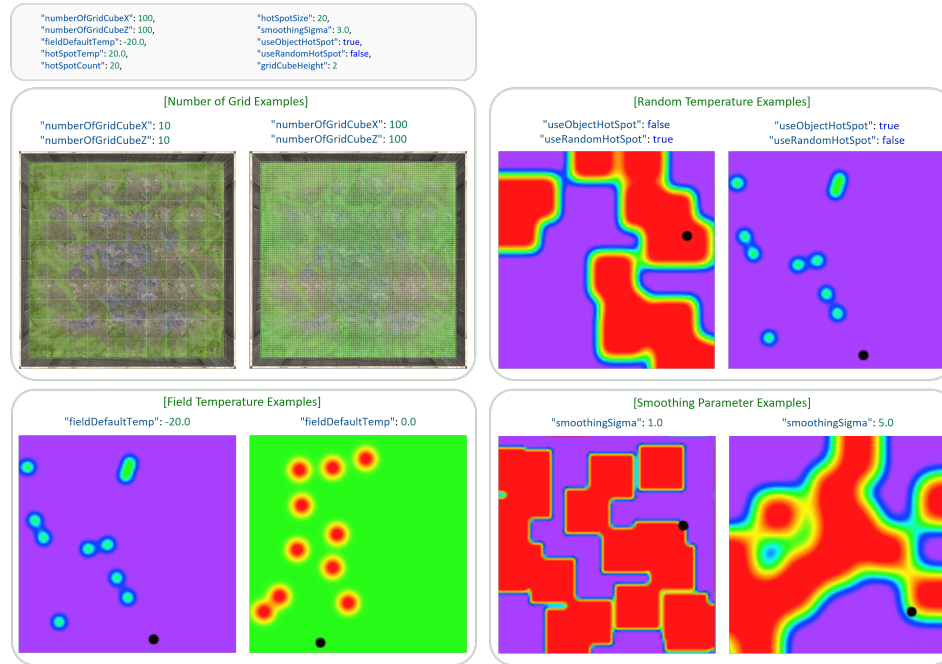 "numberOfGridCubeX": 100,
"numberOfGridCubeZ": 100,
"fieldDefaultTemp": -20.0,
"hotSpotTemp": 20.0,
"hotSpotCount": 20,
"hotSpotSize": 20,
"smoothingSigma": 3.0,
"useObjectHotSpot": true,
"useRandomHotSpot": false,
"gridCubeHeight": 2
[Number of Grid Examples]
"numberOfGridCubeX": 10
"numberOfGridCubeZ": 10
"numberOfGridCubeX": 100
"numberOfGridCubeZ": 100
[Random Temperature Examples]
"useObjectHotSpot": false
"useRandomHotSpot": true
"useObjectHotSpot": true
"useRandomHotSpot": false
[Field Temperature Examples]
"fieldDefaultTemp": -20.0
"fieldDefaultTemp": 0.0
[Smoothing Parameter Examples]
"smoothingSigma": 1.0
"smoothingSigma": 5.0